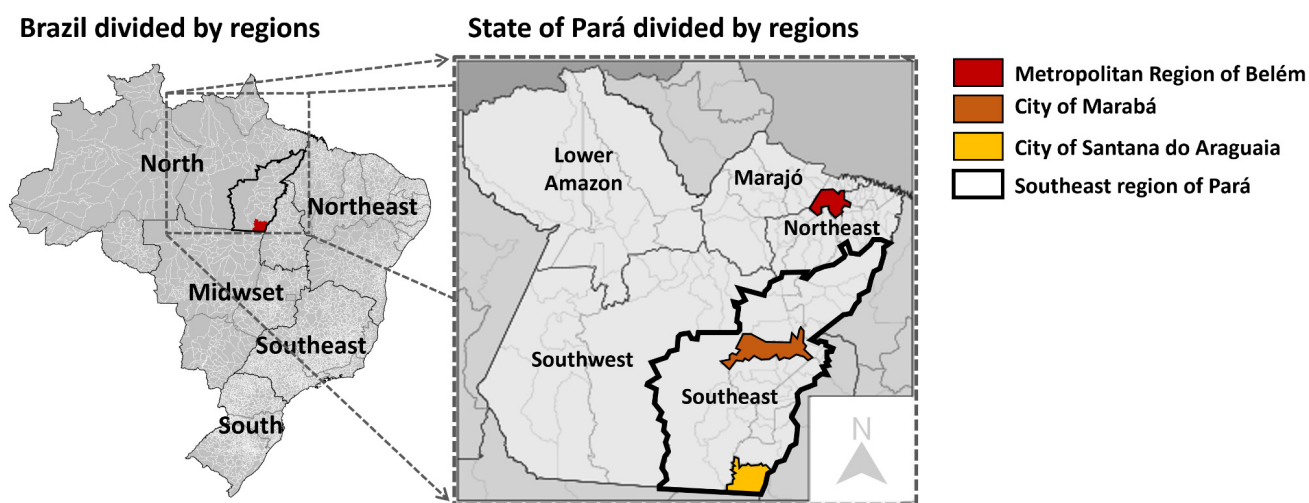 Brazil divided by regions
North
Northeast
Midwset
Southeast
South
State of Pará divided by regions
Lower
Amazon
Marajó
Northeast
Southwest
Southeast
N
Metropolitan Region of Belém
City of Marabá
City of Santana do Araguaia
Southeast region of Pará